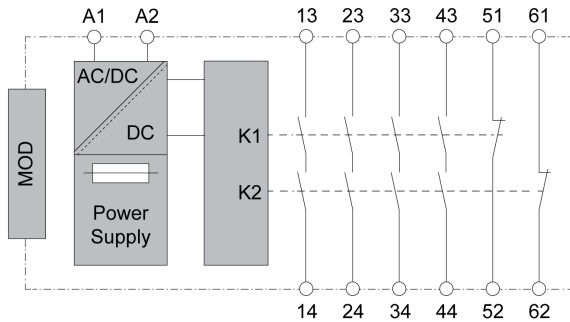 A1 A2 13 23 33 43 51 61
AC/DC
DC
K1
MOD
K2
Power
Supply
14 24 34 44 52 62